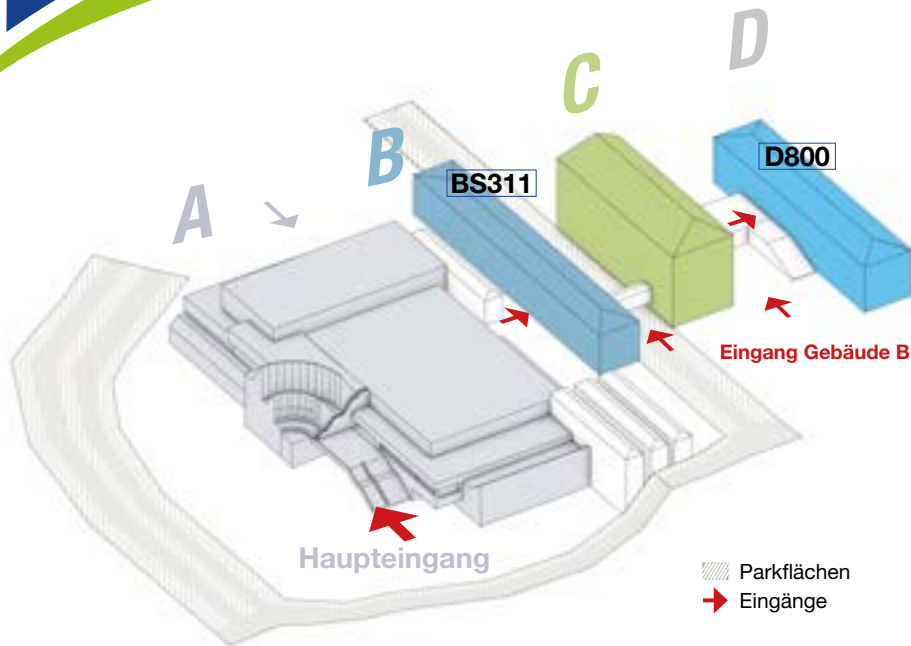 D
C
B
A
D800
BS311
Eingang Gebäude B
Haupteingang
Parkflächen
Eingänge